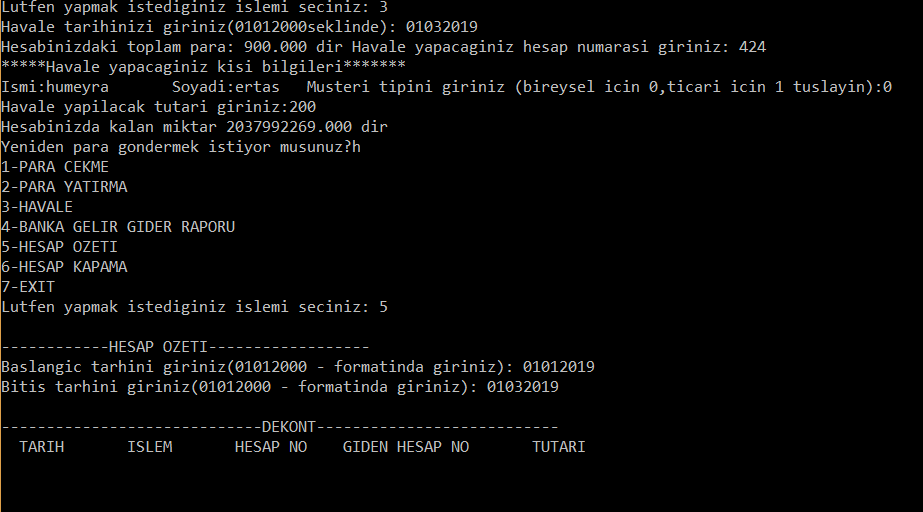 Lutfen yapmak istediginiz islemi seciniz: 3
Havale tarihinizi giriniz(01012000seklinde): 01032019
Hesabinizdaki toplam para: 900.000 dir Havale yapacaginiz hesap numarasi giriniz: 424
*****Havale yapacaginiz kisi bilgileri*******
Ismi:humeyra       Soyadi:ertas   Musteri tipini giriniz (bireysel icin 0,ticari icin 1 tuslayin):0
Havale yapilacak tutari giriniz:200
Hesabinizda kalan miktar 2037992269.000 dir
Yeniden para gondermek istiyor musunuz?h
1-PARA CEKME
2-PARA YATIRMA
3-HAVALE
4-BANKA GELIR GIDER RAPORU
5-HESAP OZETI
6-HESAP KAPAMA
7-EXIT
Lutfen yapmak istediginiz islemi seciniz: 5
------------HESAP OZETI------------------
Baslangic tarhini giriniz(01012000 - formatinda giriniz): 01012019
Bitis tarhini giriniz(01012000 - formatinda giriniz): 01032019
-----------------------------DEKONT---------------------------
  TARIH       ISLEM       HESAP NO    GIDEN HESAP NO       TUTARI